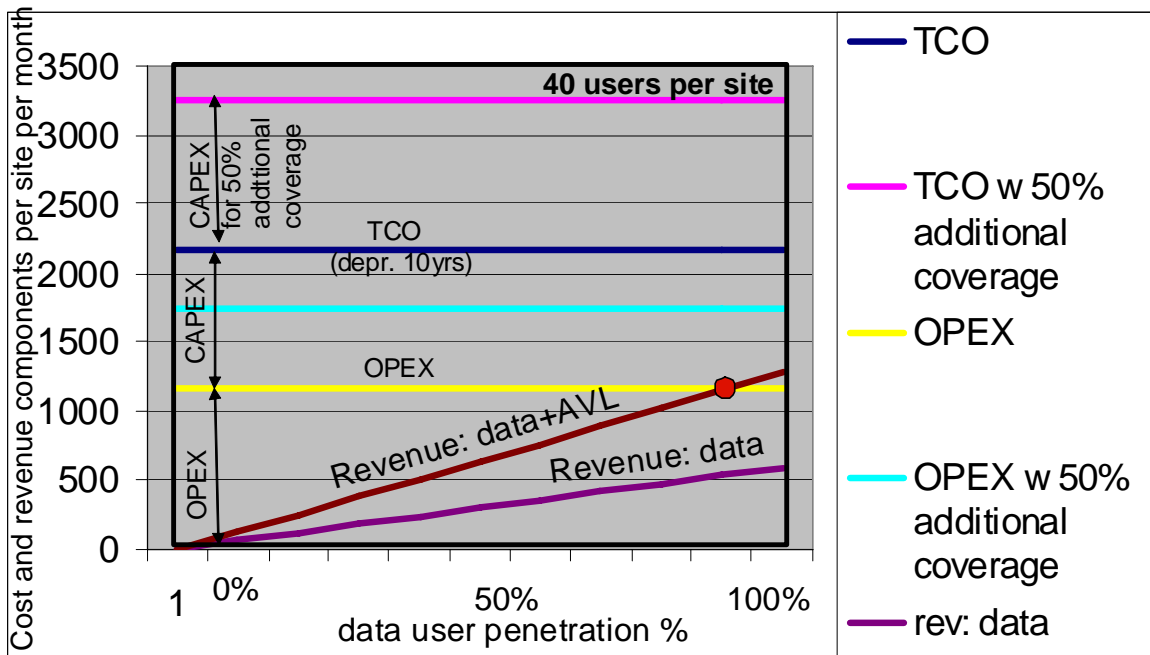 Cost and revenue components per site per month
3500
3000
2500
2000
1500
1000
500
0
40 users per site
CAPEX
for 50%
addtional
coverage
TCO
(depr. 10yrs)
CAPEX
OPEX
OPEX
Revenue: data+AVL
Revenue: data
1
0%
50%
100%
data user penetration %
TCO
TCO w 50%
additional
coverage
OPEX
OPEX w 50%
additional
coverage
rev: data